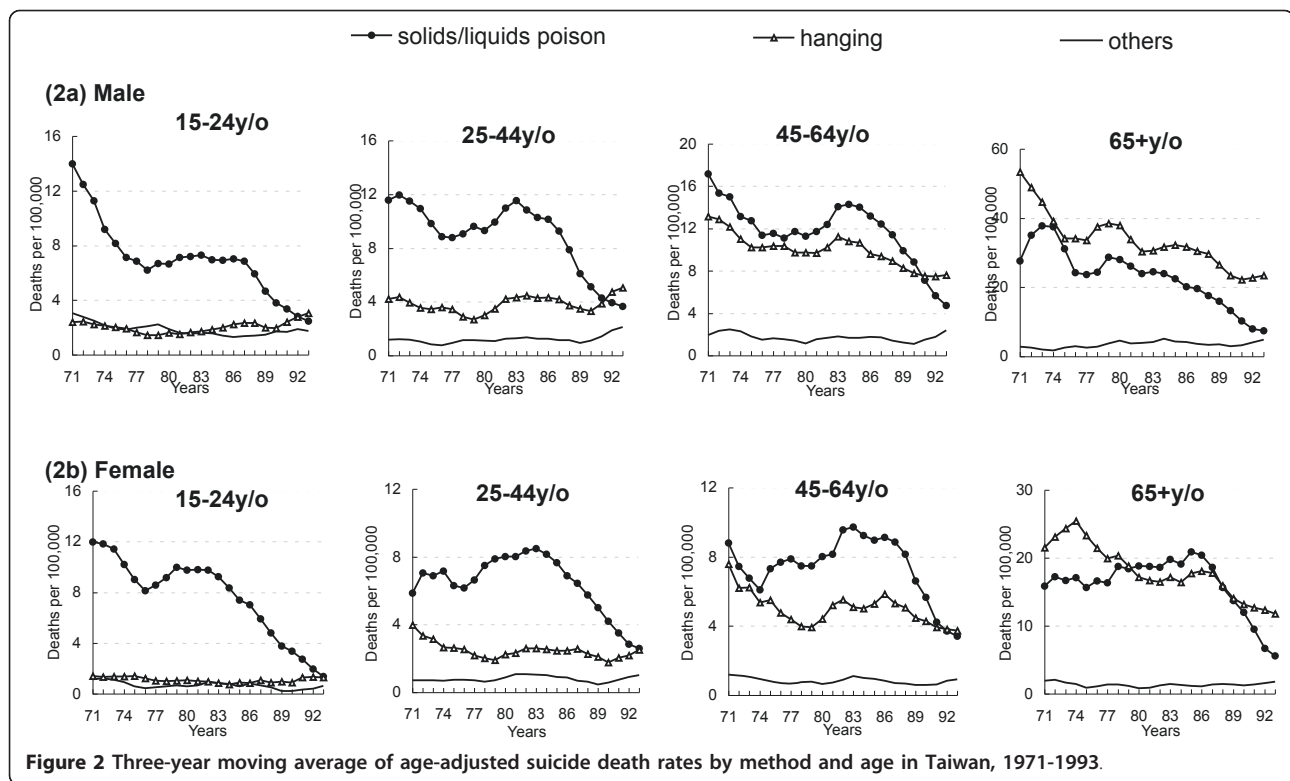 solids/liquids poison hanging others
(2a) Male
15-24y/o
Deaths per 100,000
16
12
8
4
0
71 74 77 80 83 86 89 92
Years
25-44y/o
Deaths per 100,000
16
12
8
4
0
71 74 77 80 83 86 89 92
Years
45-64y/o
Deaths per 100,000
20
16
12
8
4
0
71 74 77 80 83 86 89 92
Years
65+y/o
Deaths per 100,000
60
40
20
0
71 74 77 80 83 86 89 92
Years
(2b) Female
15-24y/o
Deaths per 100,000
16
12
8
4
0
71 74 77 80 83 86 89 92
Years
25-44y/o
Deaths per 100,000
12
8
4
0
71 74 77 80 83 86 89 92
Years
45-64y/o
Deaths per 100,000
12
8
4
0
71 74 77 80 83 86 89 92
Years
65+y/o
Deaths per 100,000
30
20
10
0
71 74 77 80 83 86 89 92
Years
Figure 2 Three-year moving average of age-adjusted suicide death rates by method and age in Taiwan, 1971-1993.